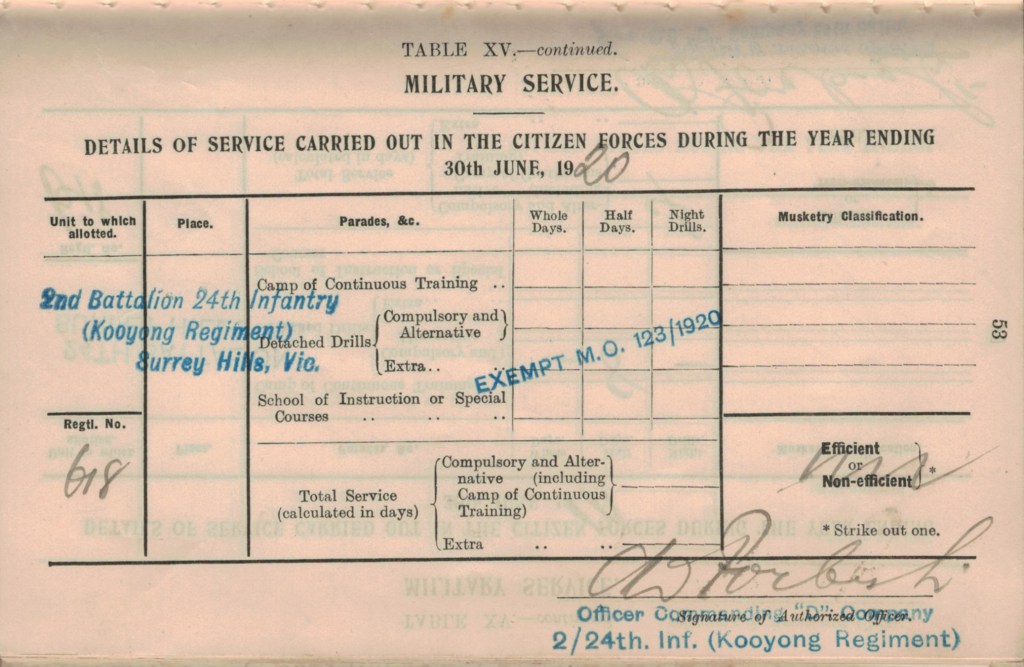 TABLE XV.—continued.
MILITARY SERVICE.
DETAILS OF SERVICE CARRIED OUT IN THE CITIZEN FORCES DURING THE YEAR ENDING
30th JUNE, 1920
Unit to which allotted. Place. Parades, &c. Whole Days. Half Days. Night Drills. Musketry Classification.
2nd Battalion 24th Infantry
(Kooyong Regiment)
Surrey Hills, Vic.
Camp of Continuous Training ..
Detached Drills { Compulsory and Alternative }
Extra..
EXEMPT M.O. 123/1920
School of Instruction or Special
Courses .. .. ..
53
Regtl. No.
618
Total Service
(calculated in days)
Compulsory and Alter-
native (including
Camp of Continuous
Training)
Extra .. ..
Efficient
or
Non-efficient *
* Strike out one.
Signature of Authorized Officer.
Officer Commanding "D" Company
2/24th. Inf. (Kooyong Regiment)